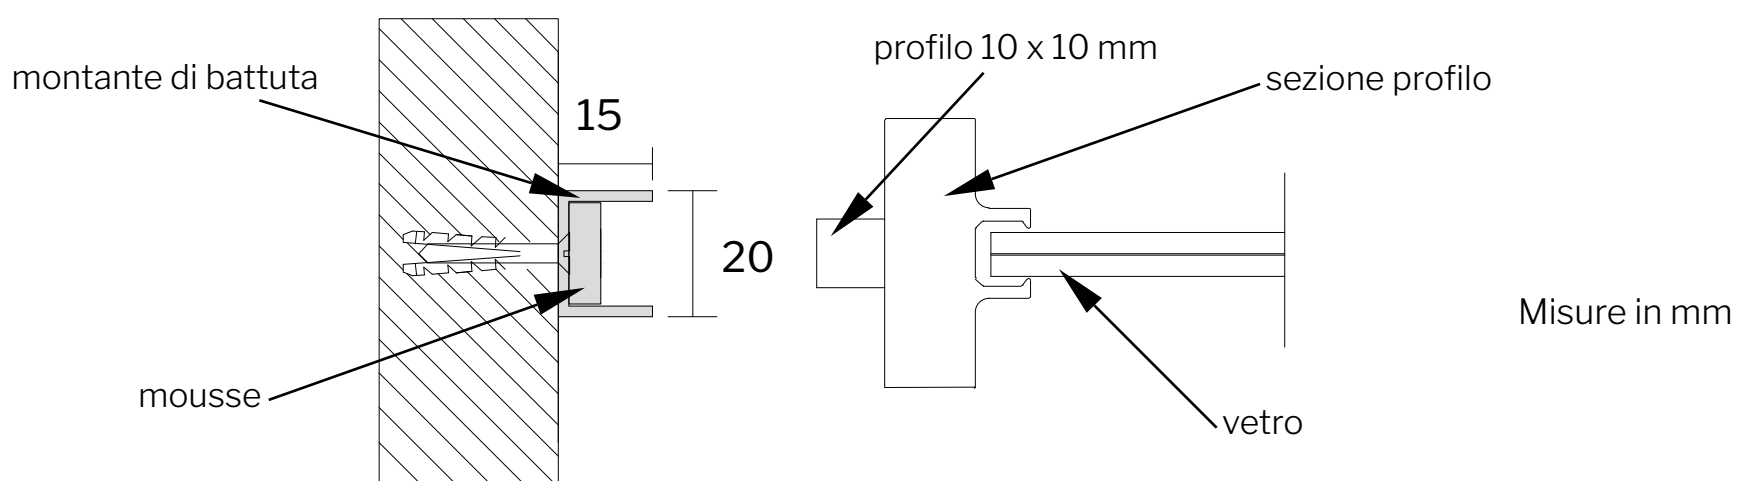 profilo 10 x 10 mm
montante di battuta
sezione profilo
15
20
Misure in mm
mousse
vetro